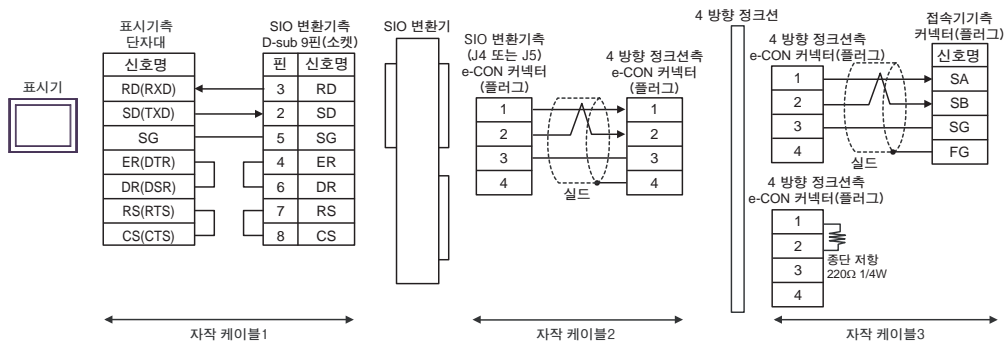 표시기
표시기측
단자대
신호명
RD(RXD)
SD(TXD)
SG
ER(DTR)
DR(DSR)
RS(RTS)
CS(CTS)
SIO 변환기측
D-sub 9핀(소켓)
핀 신호명
3 RD
2 SD
5 SG
4 ER
6 DR
7 RS
8 CS
자작 케이블1
SIO 변환기
SIO 변환기측
(J4 또는 J5)
e-CON 커넥터
(플러그)
1
2
3
4
실드
4 방향 정크션측
e-CON 커넥터
(플러그)
1
2
3
4
자작 케이블2
4 방향 정크션
4 방향 정크션측
e-CON 커넥터(플러그)
1
2
3
4
실드
접속기기측
커넥터(플러그)
신호명
SA
SB
SG
FG
4 방향 정크션측
e-CON 커넥터(플러그)
1
2
3
4
종단 저항
220Ω 1/4W
자작 케이블3